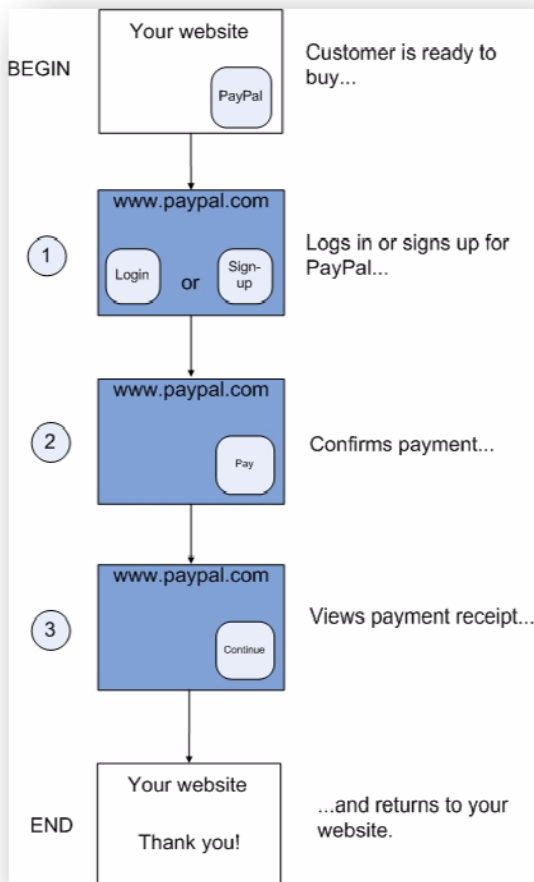 Your website
BEGIN
PayPal
Customer is ready to
buy...
www.paypal.com
1
Login
or
Sign-
up
Logs in or signs up for
PayPal...
www.paypal.com
2
Pay
Confirms payment...
www.paypal.com
3
Continue
Views payment receipt...
Your website
END
Thank you!
...and returns to your
website.